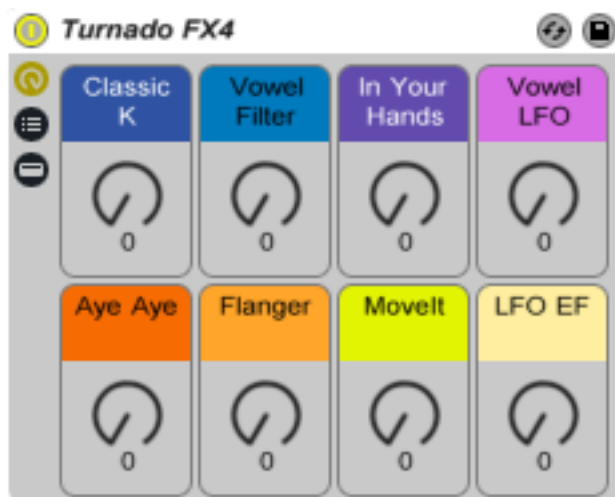 Turnado FX4
Classic K
Vowel Filter
In Your Hands
Vowel LFO
0
0
0
0
Aye Aye
Flanger
MoveIt
LFO EF
0
0
0
0